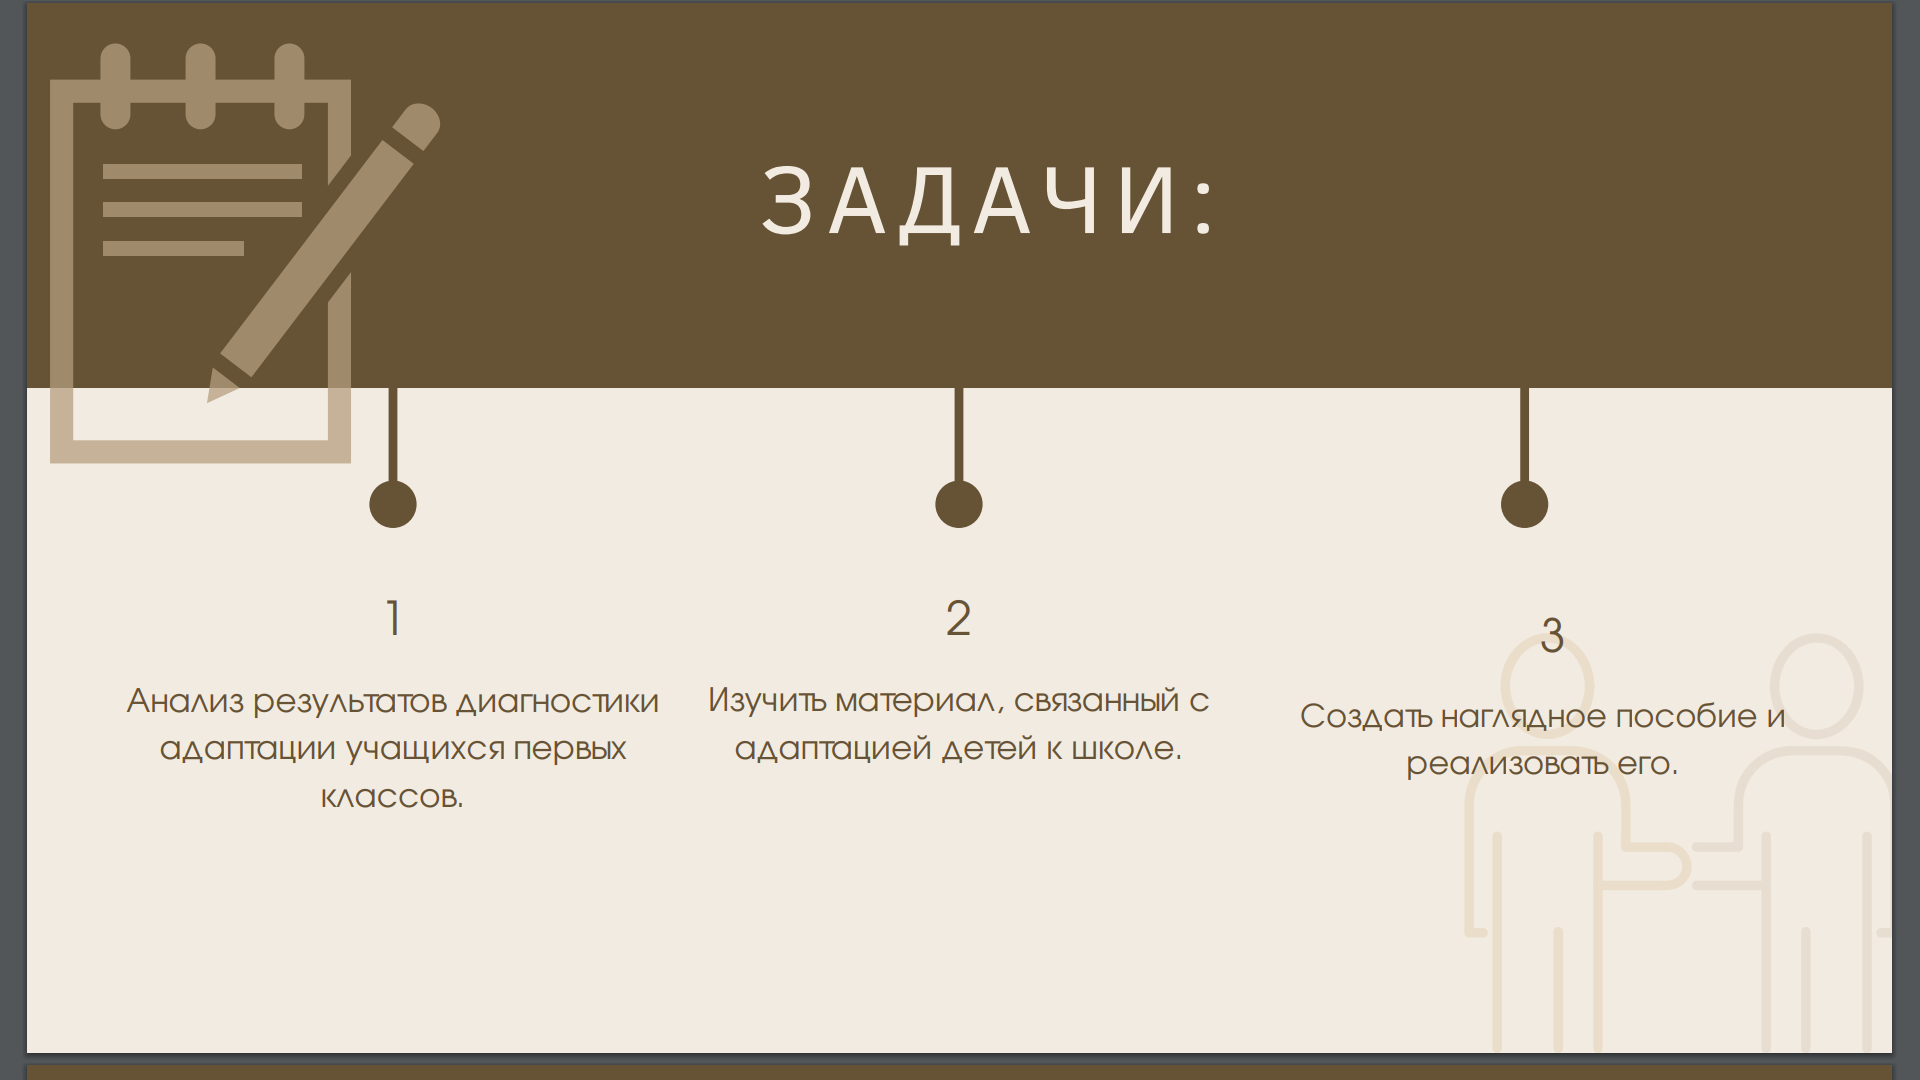 ЗАДАЧИ:
1
Анализ результатов диагностики
адаптации учащихся первых
классов.
2
Изучить материал, связанный с
адаптацией детей к школе.
3
Создать наглядное пособие и
реализовать его.